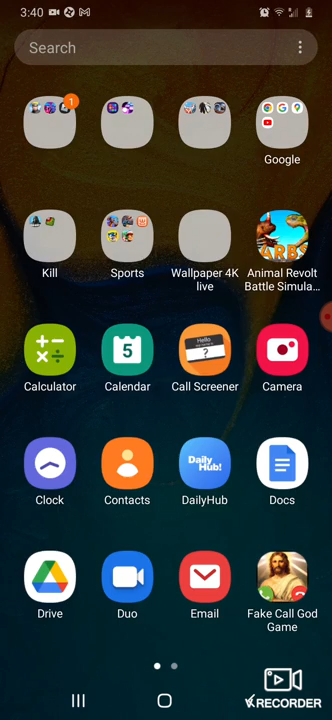 3:40
Search
1
Google
Kill
Sports
Wallpaper 4K
live
Animal Revolt
Battle Simula...
ARBS
Calculator
5
Calendar
Hello
?
Call Screener
Camera
Clock
Contacts
Daily
Hub!
DailyHub
Docs
Drive
Duo
Email
Fake Call God
Game
RECORDER